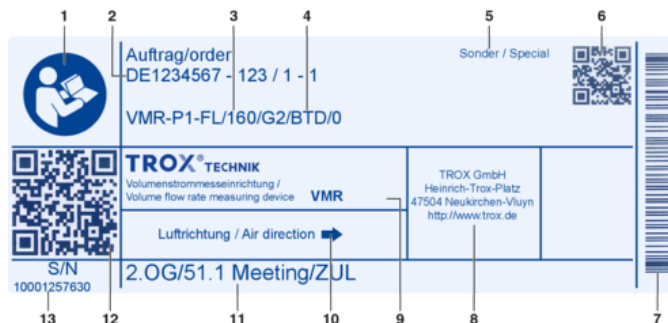 1
2
3
4
5
6
Auftrag/order
DE1234567 - 123 / 1 - 1
Sonder / Special
VMR-P1-FL/160/G2/BTD/0
TROX® TECHNIK
Volumenstrommesseinrichtung /
Volume flow rate measuring device VMR
TROX GmbH
Heinrich-Trox-Platz
47504 Neukirchen-Vluyn
http://www.trox.de
Luftrichtung / Air direction
S/N
10001257630
2.OG/51.1 Meeting/ZUL
13
12
11
10
9
8
7